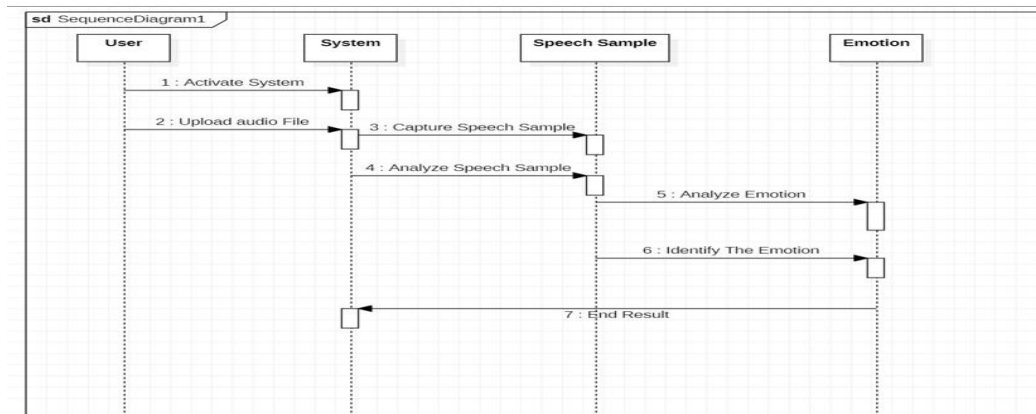 sd SequenceDiagram1
User
System
Speech Sample
Emotion
1 : Activate System
2 : Upload audio File
3 : Capture Speech Sample
4 : Analyze Speech Sample
5 : Analyze Emotion
6 : Identify The Emotion
7 : End Result